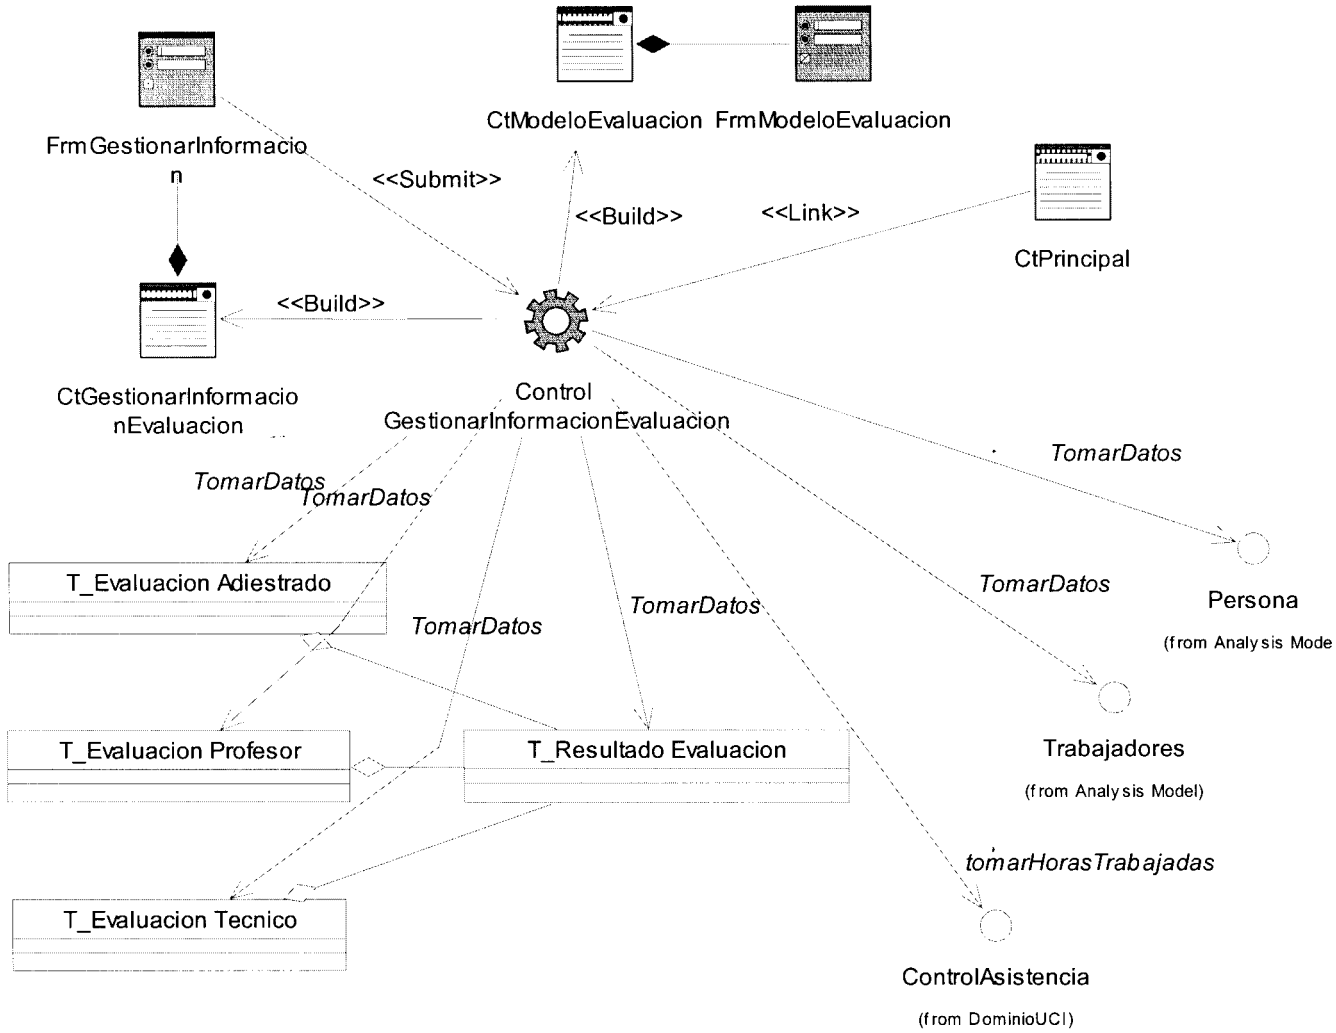 CtModeloEvaluacion FrmModeloEvaluacion
FrmGestionarInformacio
n
<<Submit>>
<<Build>>
<<Link>>
CtPrincipal
<<Build>>
CtGestionarInformacio
nEvaluacion
Control
GestionarInformacionEvaluacion
TomarDatos
TomarDatos
TomarDatos
T_Evaluacion Adiestrado
TomarDatos
TomarDatos
TomarDatos
Persona
(from Analysis Mode
T_Evaluacion Profesor
T_Resultado Evaluacion
Trabajadores
(from Analysis Model)
tomarHorasTrabajadas
T_Evaluacion Tecnico
ControlAsistencia
(from DominioUCI)